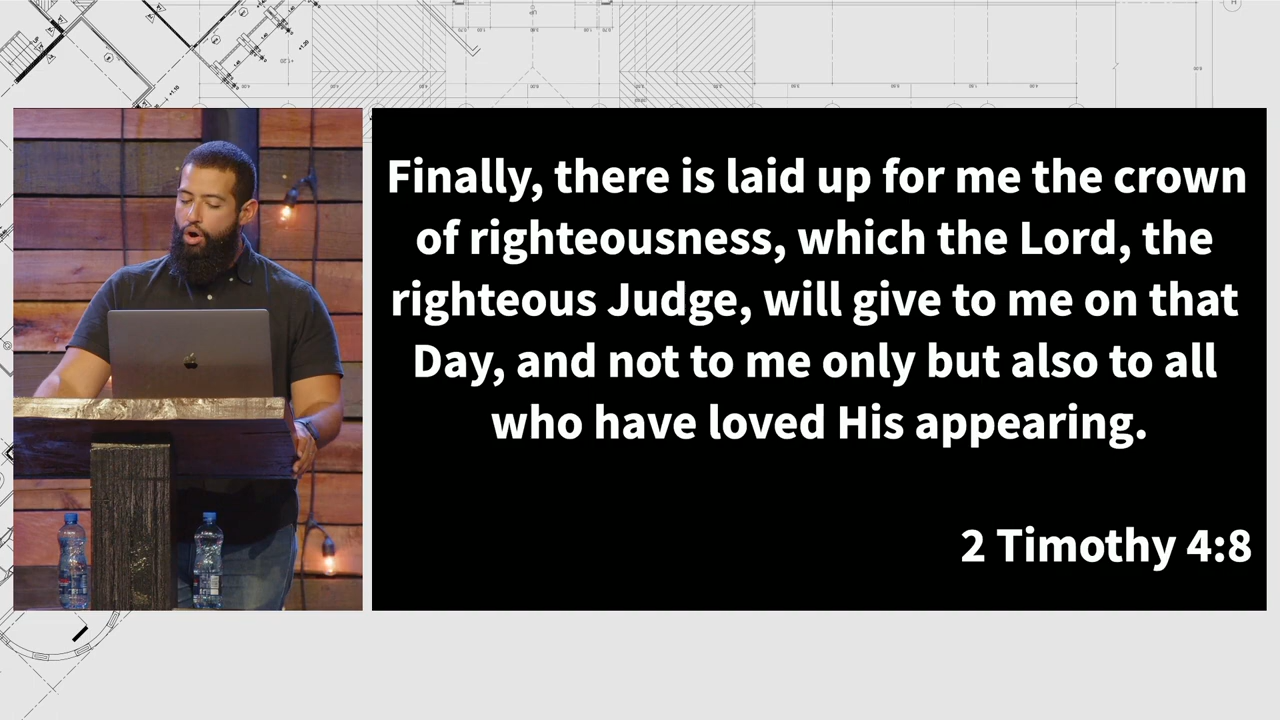 Finally, there is laid up for me the crown
of righteousness, which the Lord, the
righteous Judge, will give to me on that
Day, and not to me only but also to all
who have loved His appearing.
2 Timothy 4:8